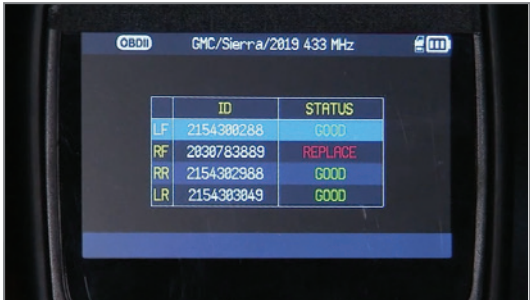 OBDII GMC/Sierra/2019 433 MHz
ID STATUS
LF 2154300288 GOOD
RF 2030783889 REPLACE
RR 2154302988 GOOD
LR 2154303049 GOOD